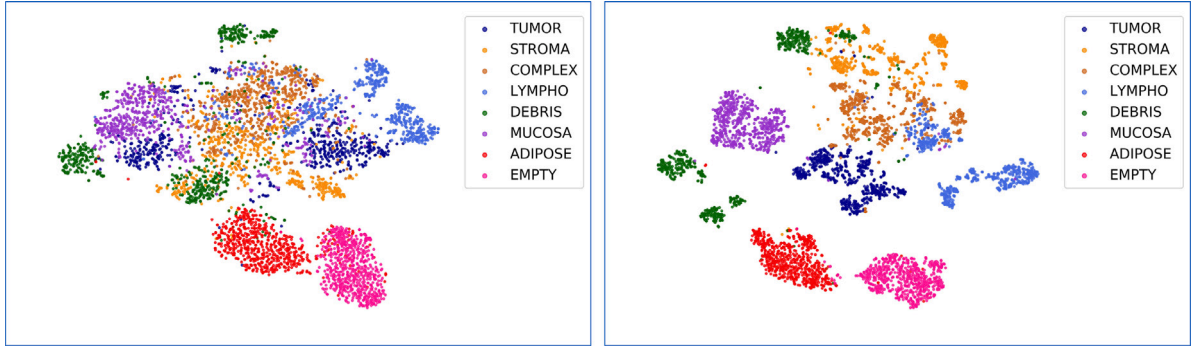 TUMOR
STROMA
COMPLEX
LYMPHO
DEBRIS
MUCOSA
ADIPOSE
EMPTY
TUMOR
STROMA
COMPLEX
LYMPHO
DEBRIS
MUCOSA
ADIPOSE
EMPTY